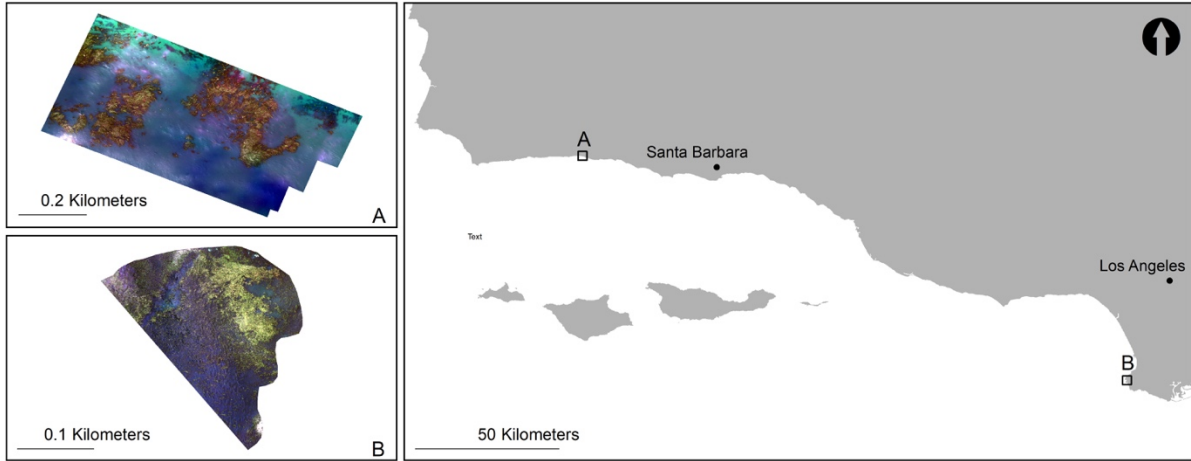 0.2 Kilometers
A
0.1 Kilometers
B
A
Santa Barbara
Text
Los Angeles
B
50 Kilometers